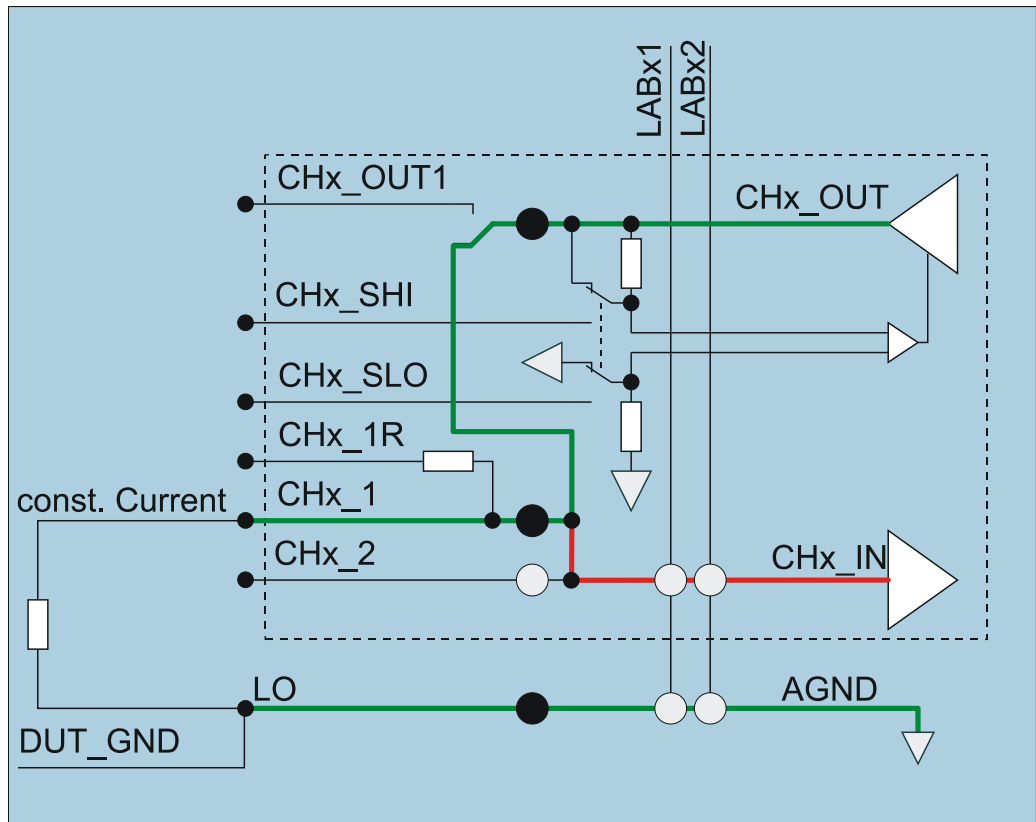 LABx1
LABx2
CHx_OUT1
CHx_OUT
CHx_SHI
CHx_SLO
CHx_1R
const. Current
CHx_1
CHx_2
CHx_IN
LO
AGND
DUT_GND